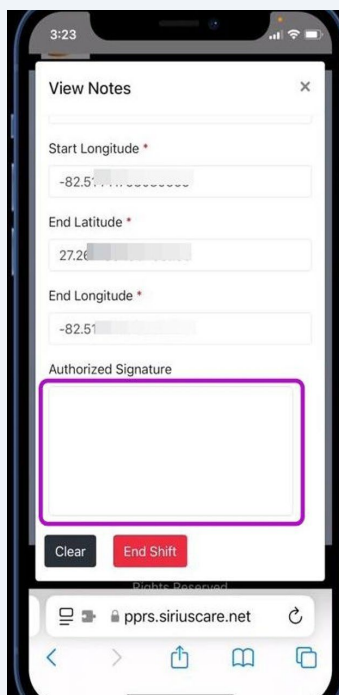 3:23
View Notes ×
Start Longitude *
End Latitude *
End Longitude *
Authorized Signature
Clear End Shift
Rights Reserved
pprs.siriuscare.net